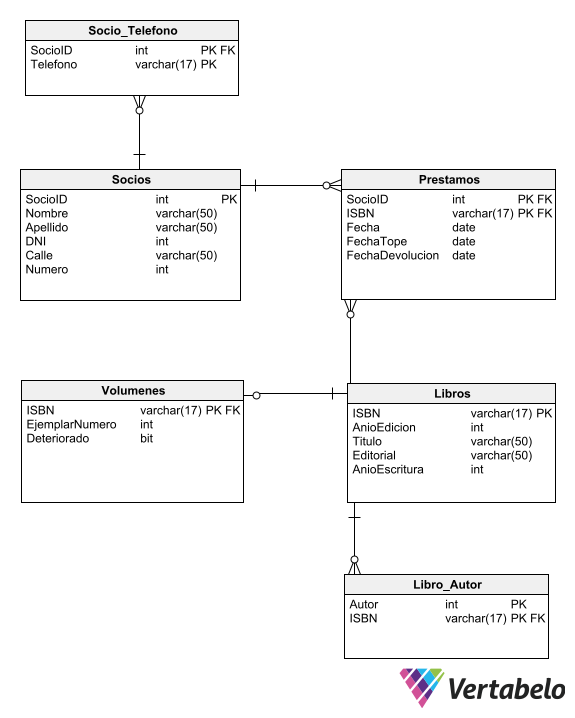 Socio_Telefono
SocioID int PK FK
Telefono varchar(17) PK
Socios
SocioID int PK
Nombre varchar(50)
Apellido varchar(50)
DNI int
Calle varchar(50)
Numero int
Prestamos
SocioID int PK FK
ISBN varchar(17) PK FK
Fecha date
FechaTope date
FechaDevolucion date
Volumenes
ISBN varchar(17) PK FK
EjemplarNumero int
Deteriorado bit
Libros
ISBN varchar(17) PK
AnioEdicion int
Titulo varchar(50)
Editorial varchar(50)
AnioEscritura int
Libro_Autor
Autor int PK
ISBN varchar(17) PK FK
Vertabelo